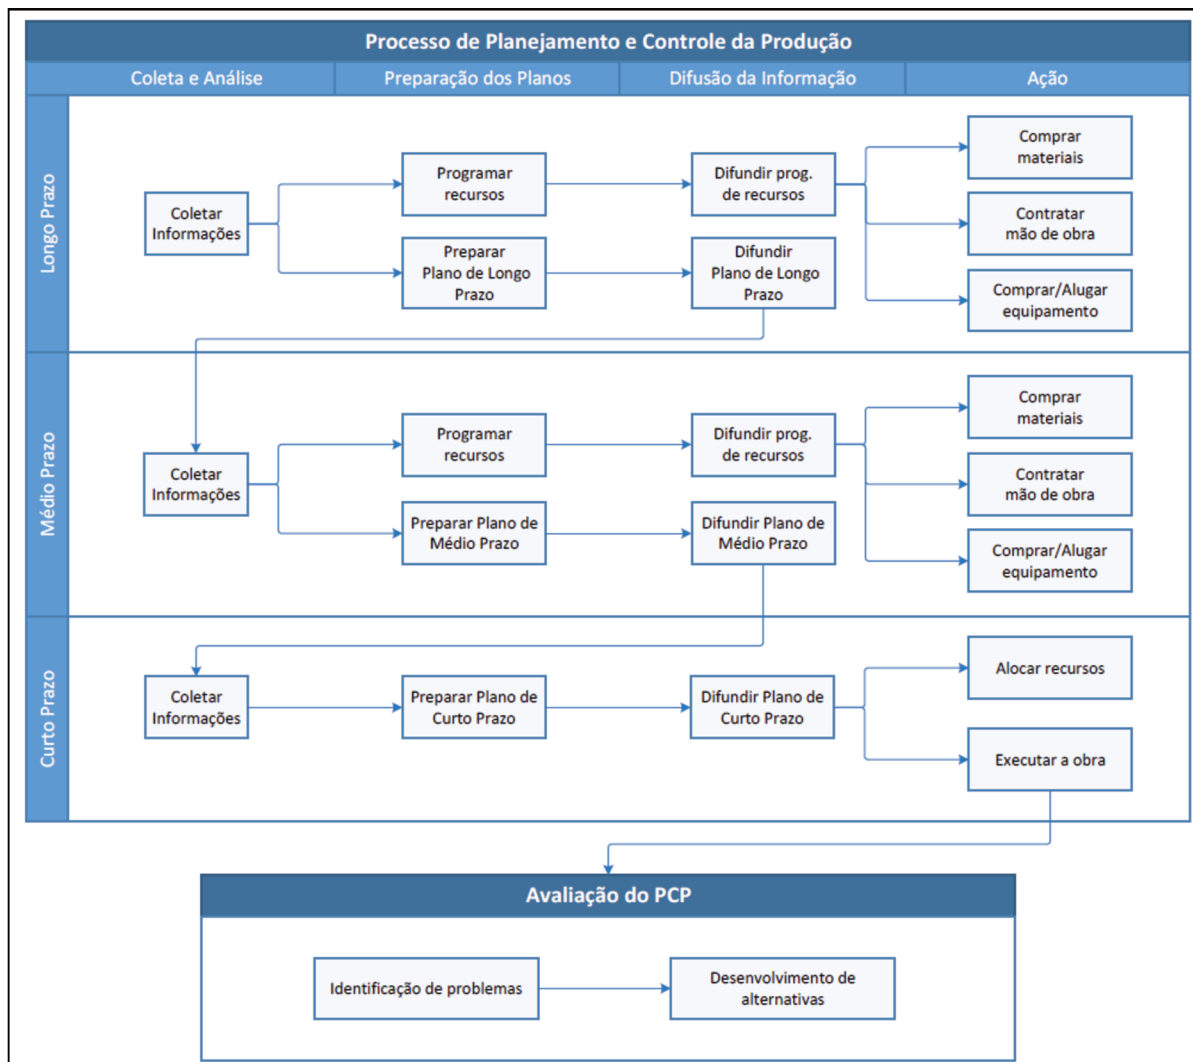 Processo de Planejamento e Controle da Produção
Coleta e Análise
Preparação dos Planos
Difusão da Informação
Ação
Longo Prazo
Coletar
Informações
Programar
recursos
Difundir prog.
de recursos
Preparar
Plano de Longo
Prazo
Difundir
Plano de Longo
Prazo
Comprar
materiais
Contratar
mão de obra
Comprar/Alugar
equipamento
Médio Prazo
Coletar
Informações
Programar
recursos
Difundir prog.
de recursos
Preparar Plano de
Médio Prazo
Difundir Plano de
Médio Prazo
Comprar
materiais
Contratar
mão de obra
Comprar/Alugar
equipamento
Curto Prazo
Coletar
Informações
Preparar Plano de
Curto Prazo
Difundir Plano de
Curto Prazo
Alocar recursos
Executar a obra
Avaliação do PCP
Identificação de problemas
Desenvolvimento de
alternativas